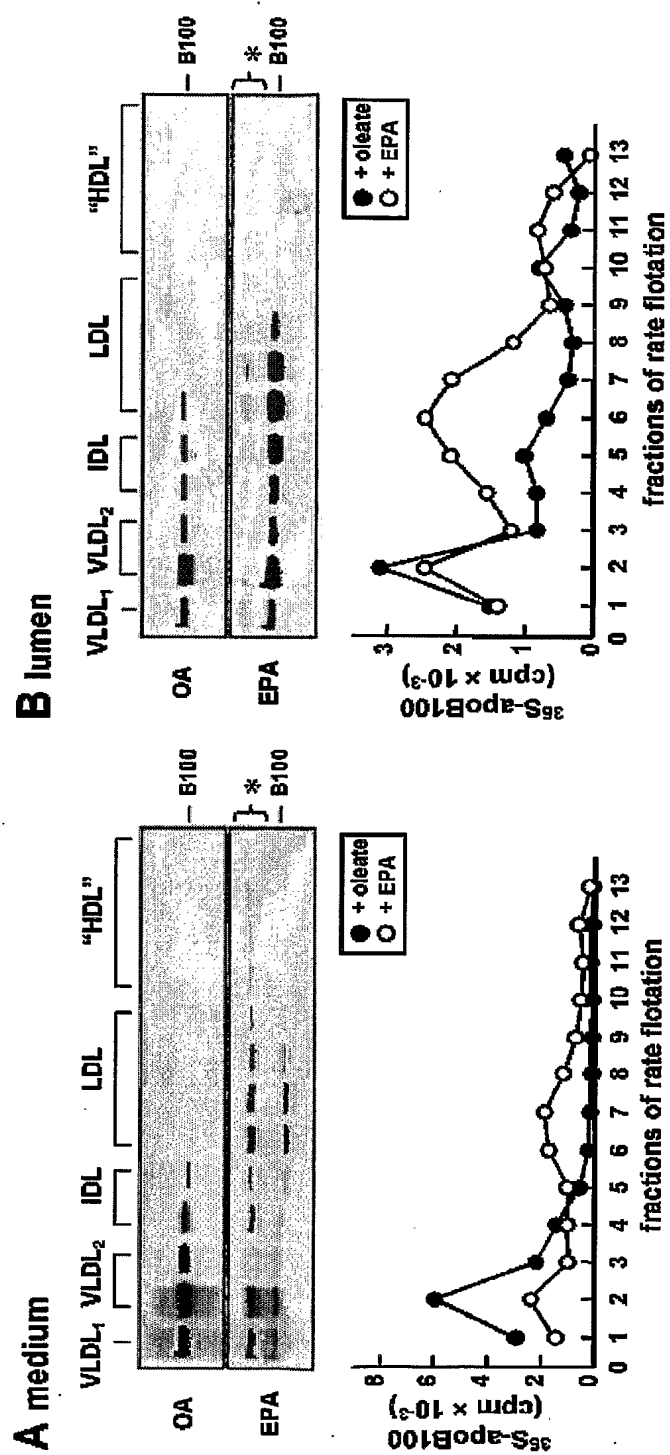 A medium
VLDL₁ VLDL₂ IDL LDL "HDL"
OA
– B100
EPA
*
– B100
● + oleate
○ + EPA
³⁵S-apoB100
(cpm × 10⁻³)
8
6
4
2
0
0 1 2 3 4 5 6 7 8 9 10 11 12 13
fractions of rate flotation
B lumen
VLDL₁ VLDL₂ IDL LDL "HDL"
OA
– B100
EPA
*
– B100
● + oleate
○ + EPA
³⁵S-apoB100
(cpm × 10⁻³)
3
2
1
0
0 1 2 3 4 5 6 7 8 9 10 11 12 13
fractions of rate flotation